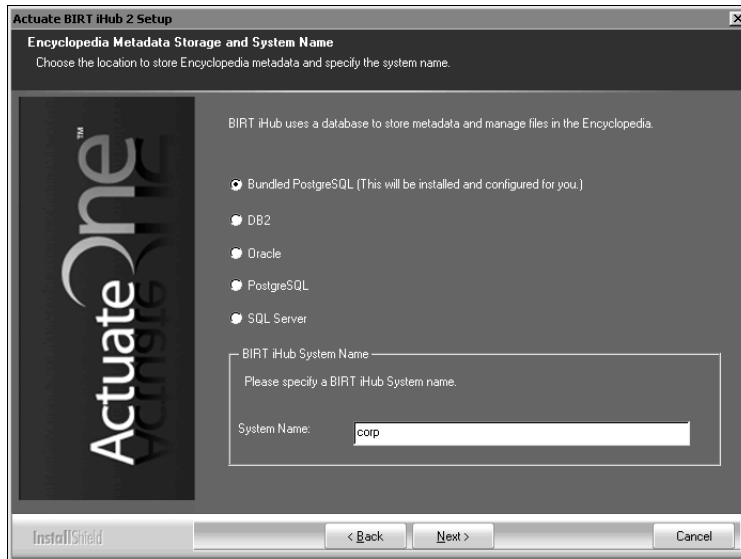 Actuate BIRT iHub 2 Setup
Encyclopedia Metadata Storage and System Name
Choose the location to store Encyclopedia metadata and specify the system name.
ActuateOne™
BIRT iHub uses a database to store metadata and manage files in the Encyclopedia.
Bundled PostgreSQL (This will be installed and configured for you.)
DB2
Oracle
PostgreSQL
SQL Server
BIRT iHub System Name
Please specify a BIRT iHub System name.
System Name: corp
InstallShield
< Back Next > Cancel